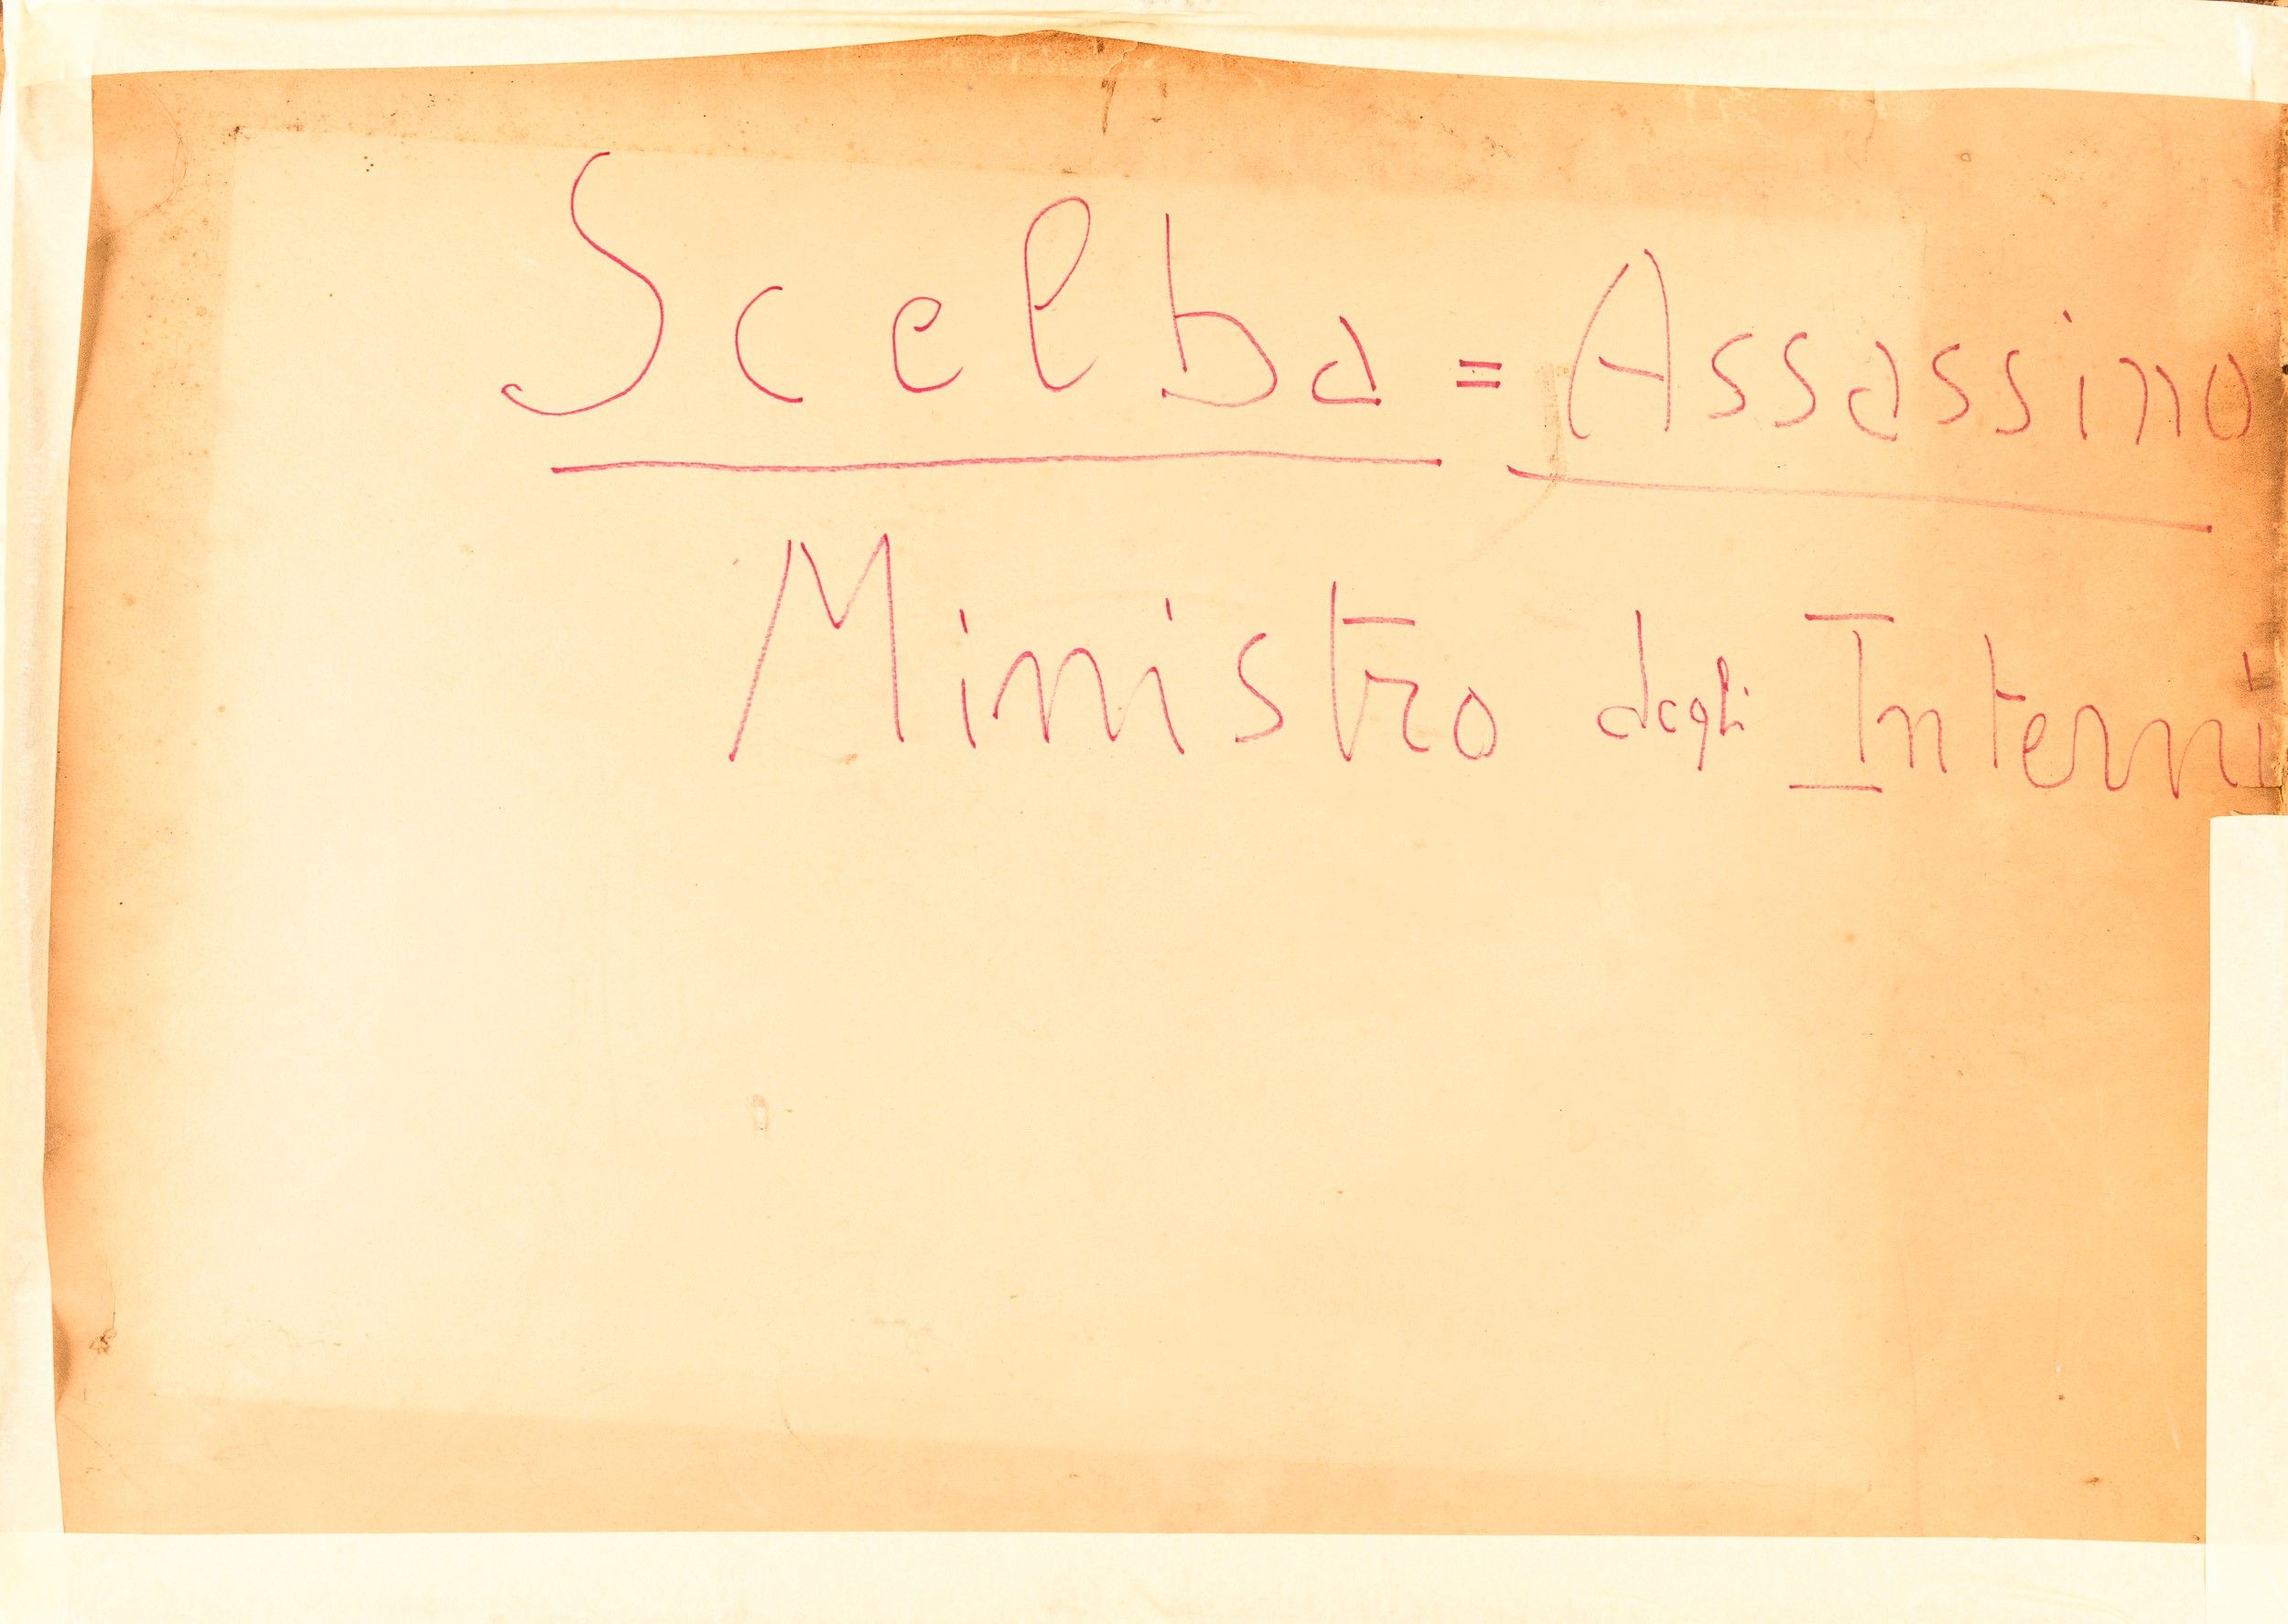 Scelba = Assassino
Ministro degli Interni